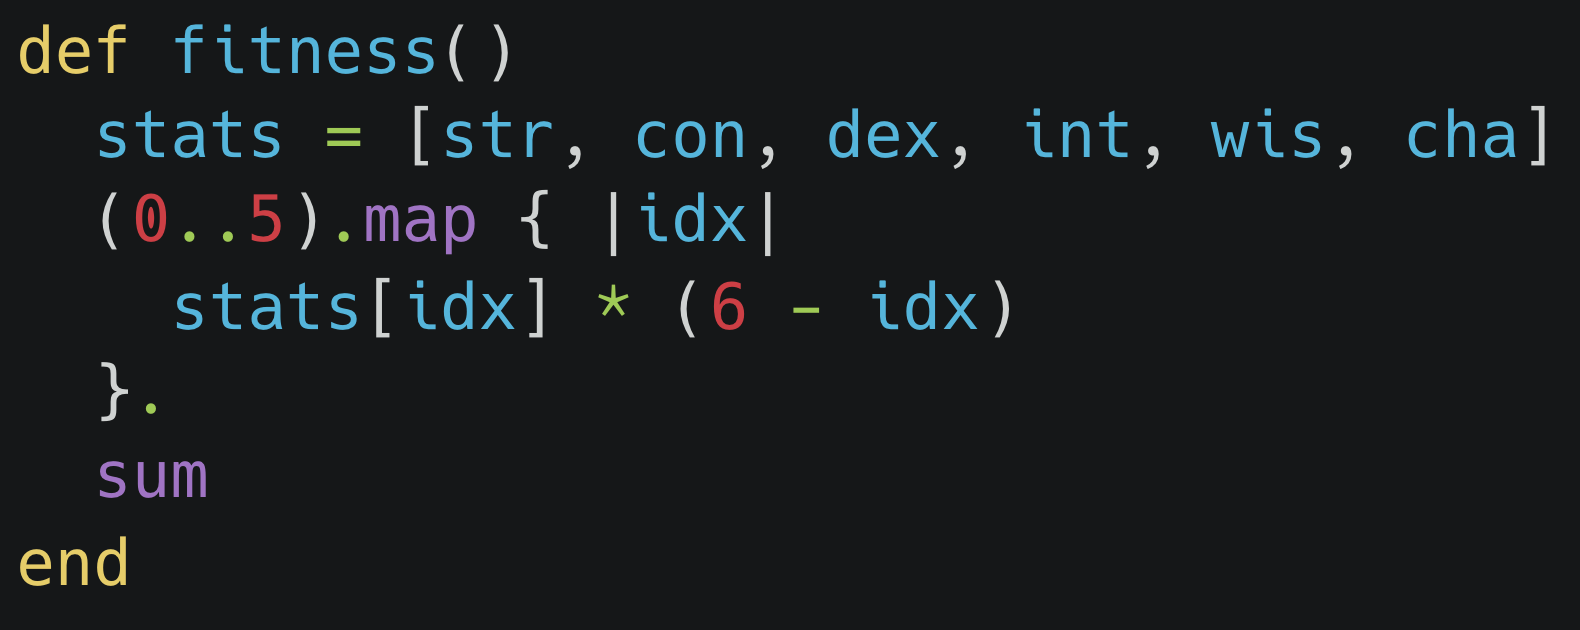 def fitness()
  stats = [str, con, dex, int, wis, cha]
  (0..5).map { |idx|
    stats[idx] * (6 - idx)
  }.
  sum
end